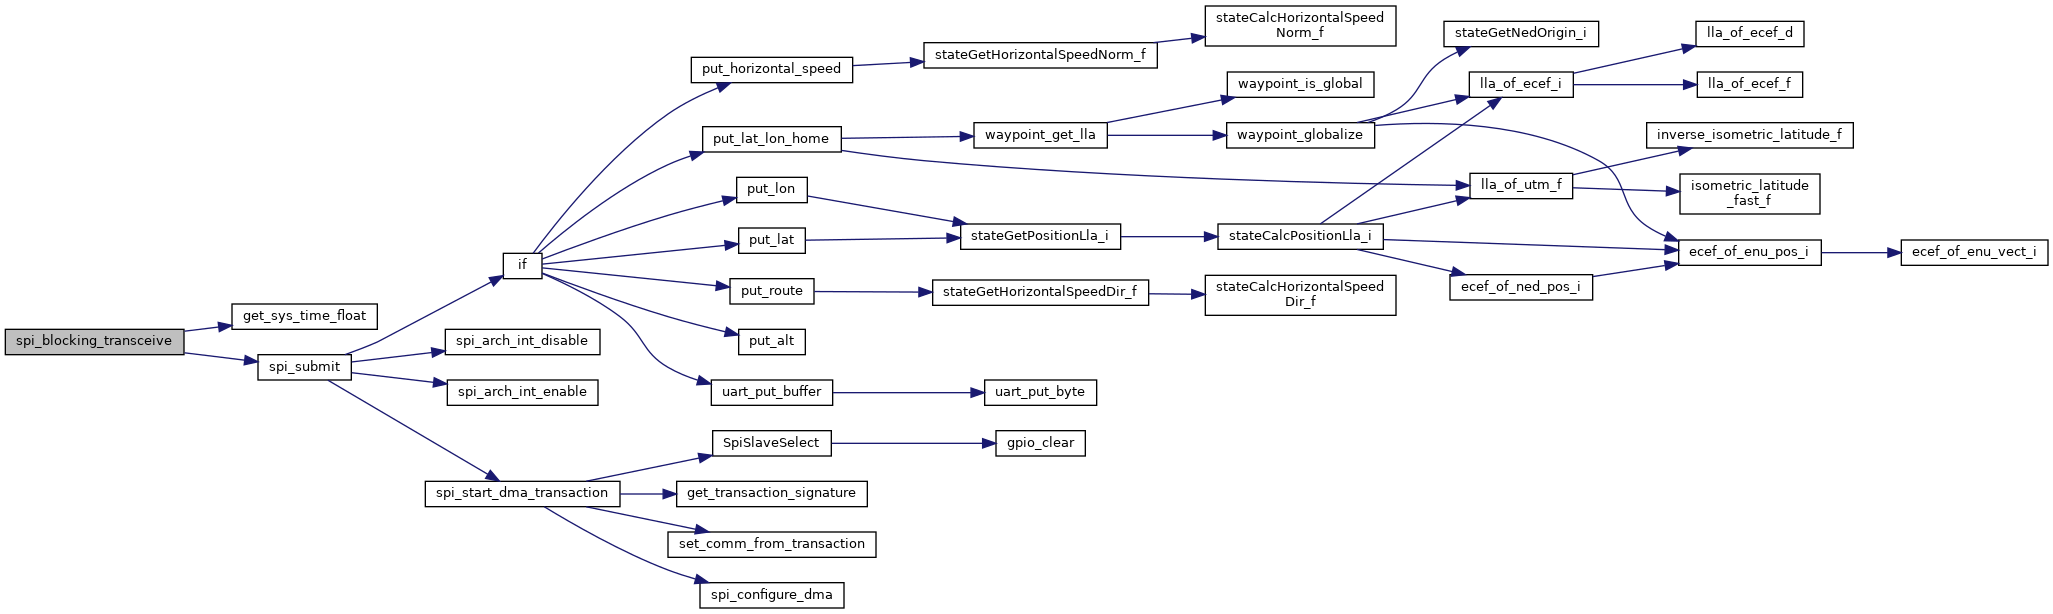 spi_blocking_transceive
get_sys_time_float
spi_submit
if
spi_arch_int_disable
spi_arch_int_enable
spi_start_dma_transaction
put_horizontal_speed
put_lat_lon_home
put_lon
put_lat
put_route
put_alt
uart_put_buffer
SpiSlaveSelect
get_transaction_signature
set_comm_from_transaction
spi_configure_dma
stateGetHorizontalSpeedNorm_f
waypoint_get_lla
stateGetPositionLla_i
stateGetHorizontalSpeedDir_f
uart_put_byte
gpio_clear
stateCalcHorizontalSpeed
Norm_f
waypoint_is_global
waypoint_globalize
stateCalcPositionLla_i
stateCalcHorizontalSpeed
Dir_f
stateGetNedOrigin_i
lla_of_ecef_i
lla_of_utm_f
ecef_of_ned_pos_i
lla_of_ecef_d
lla_of_ecef_f
inverse_isometric_latitude_f
isometric_latitude
_fast_f
ecef_of_enu_pos_i
ecef_of_enu_vect_i